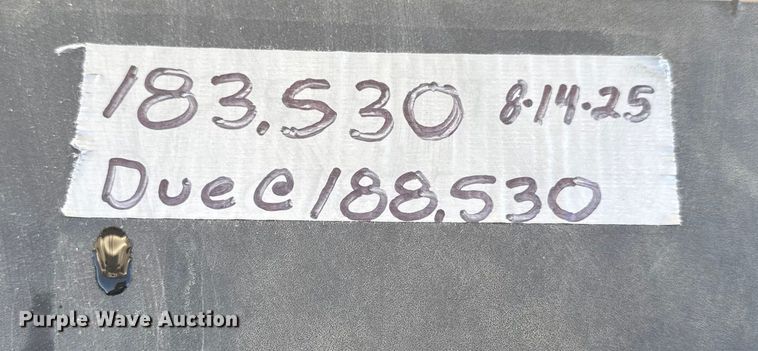 183,530 8-14-25
Due @ 188,530
Purple Wave Auction